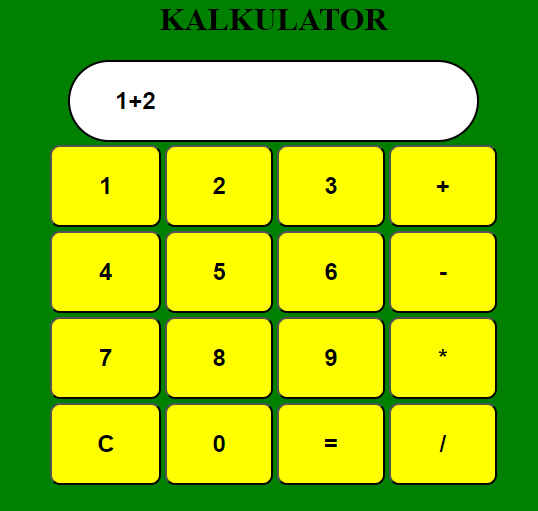 KALKULATOR
1+2
1 2 3 +
4 5 6 -
7 8 9 *
C 0 = /